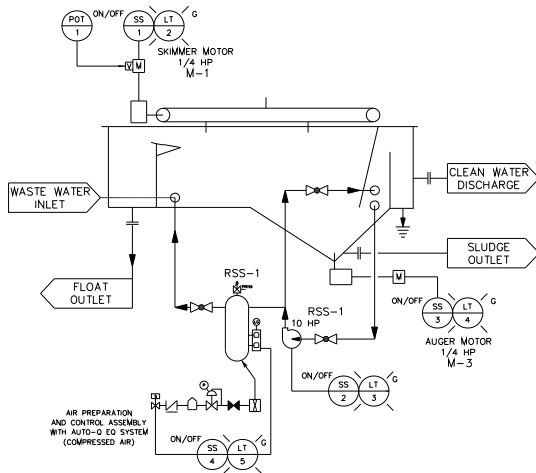 POT
1
ON/OFF
SS
1
LT
2
G
SKIMMER MOTOR
1/4 HP
M-1
V
M
WASTE WATER
INLET
CLEAN WATER
DISCHARGE
SLUDGE
OUTLET
FLOAT
OUTLET
RSS-1
PRESS
RSS-1
10 HP
M
ON/OFF
SS
3
LT
4
G
AUGER MOTOR
1/4 HP
M-3
ON/OFF
SS
2
LT
3
G
AIR PREPARATION
AND CONTROL ASSEMBLY
WITH AUTO-Q EQ SYSTEM
(COMPRESSED AIR)
ON/OFF
SS
4
LT
5
G